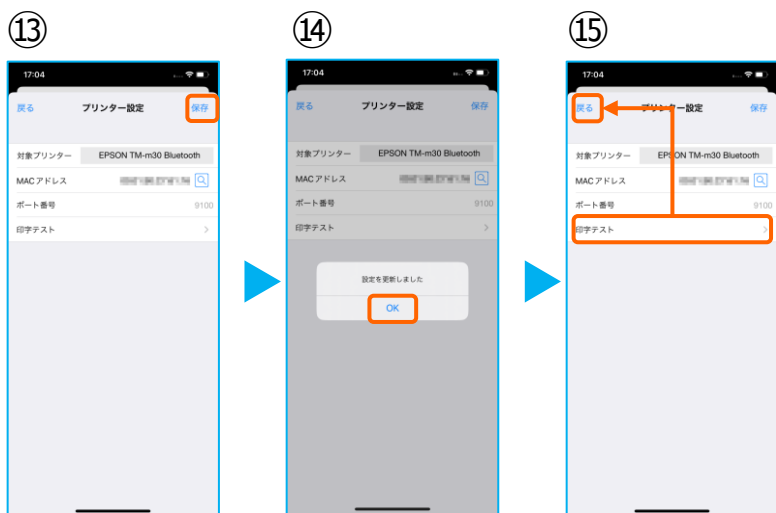 ⑬
17:04
戻る プリンター設定 保存
対象プリンター EPSON TM-m30 Bluetooth
MACアドレス
ポート番号 9100
印字テスト
⑭
17:04
戻る プリンター設定 保存
対象プリンター EPSON TM-m30 Bluetooth
MACアドレス
ポート番号 9100
印字テスト
設定を更新しました
OK
⑮
17:04
戻る プリンター設定 保存
対象プリンター EPSON TM-m30 Bluetooth
MACアドレス
ポート番号 9100
印字テスト